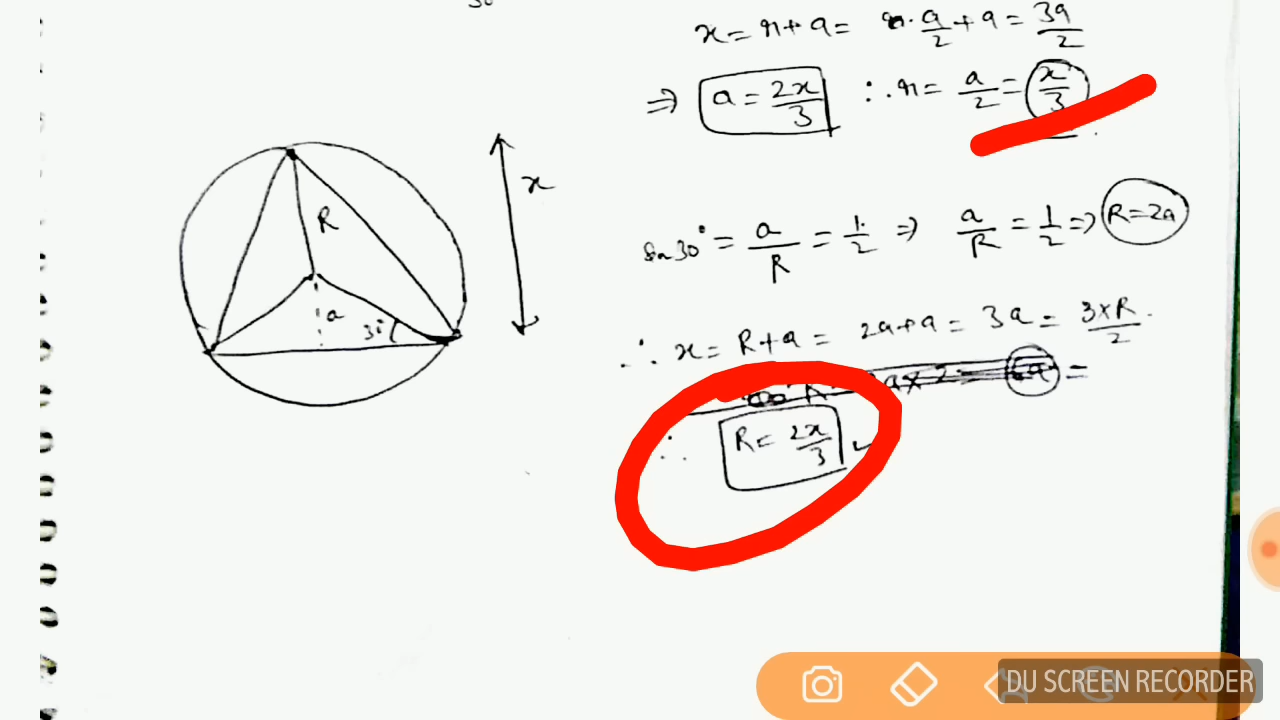 30
x = r + a = r. a/2 + a = 3a/2
⇒ a = 2x/3 ∴ r = a/2 = x/3
x
R
sin 30° = a/R = 1/2 ⇒ a/R = 1/2 ⇒ R = 2a
a
30°
∴ x = R + a = 2a + a = 3a = 3×R/2
∴ R = 2x/3
DU SCREEN RECORDER